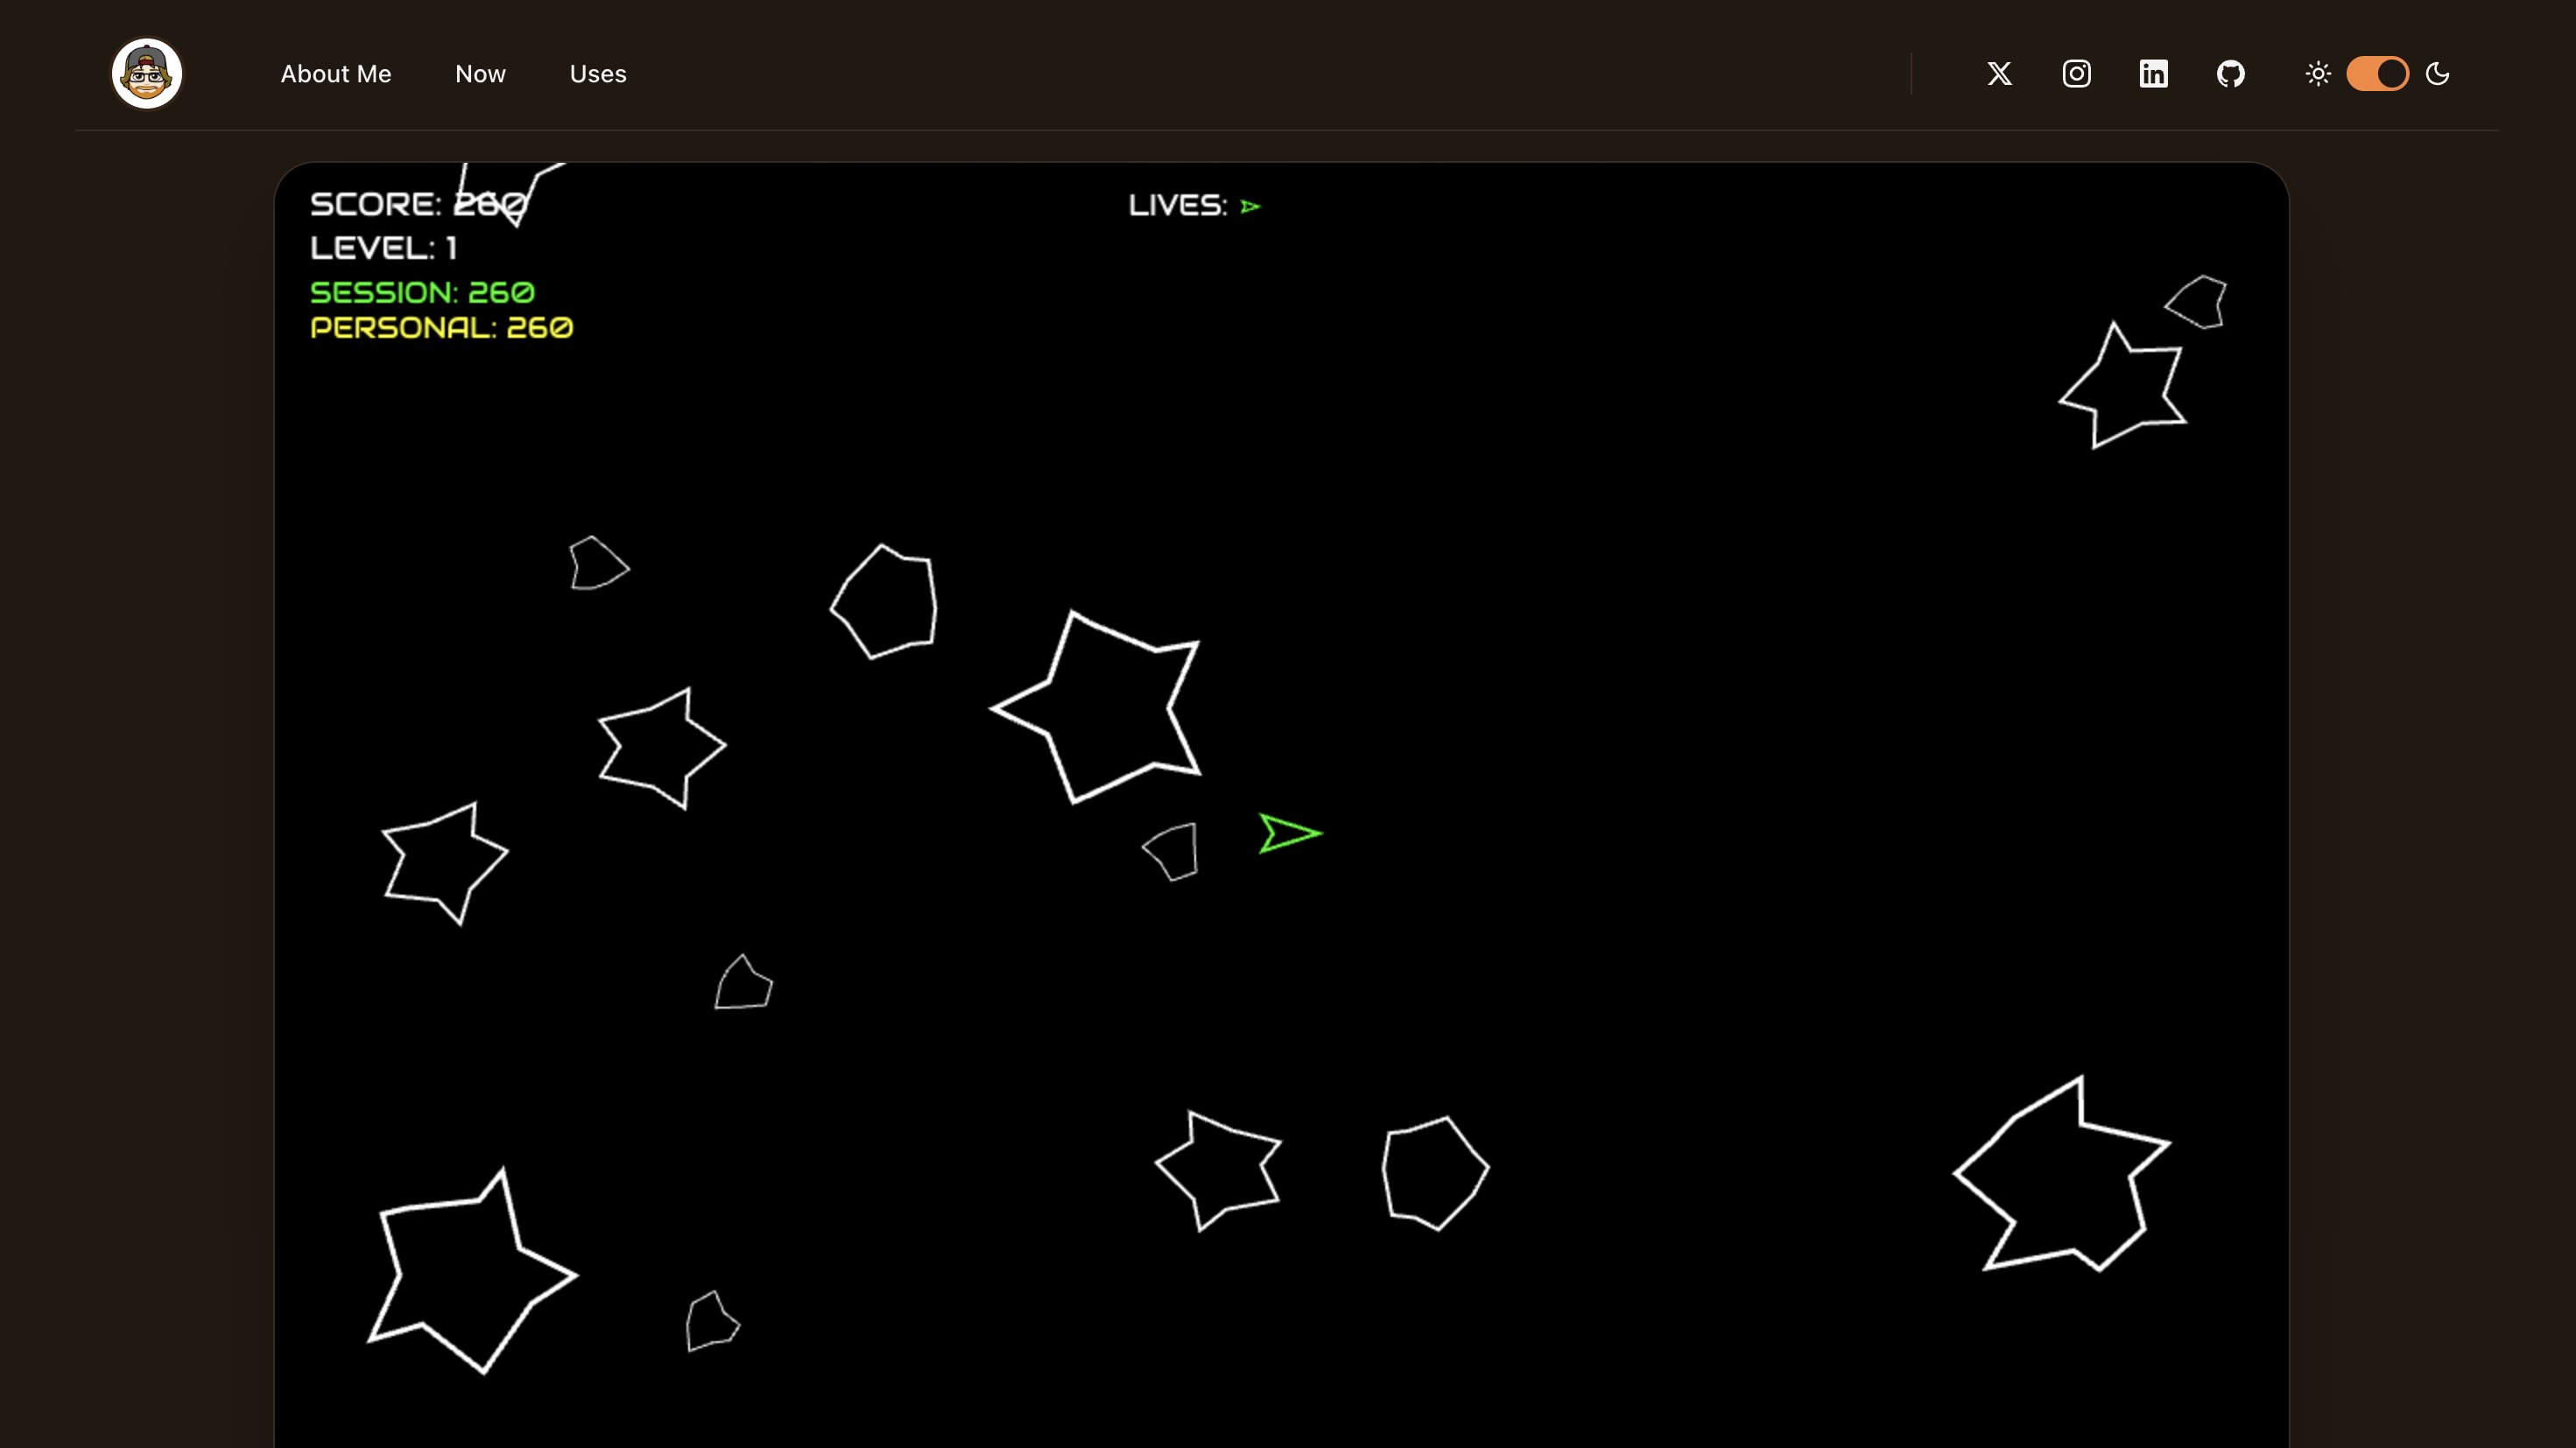 About Me
Now
Uses
SCORE: 260
LIVES:
LEVEL: 1
SESSION: 260
PERSONAL: 260